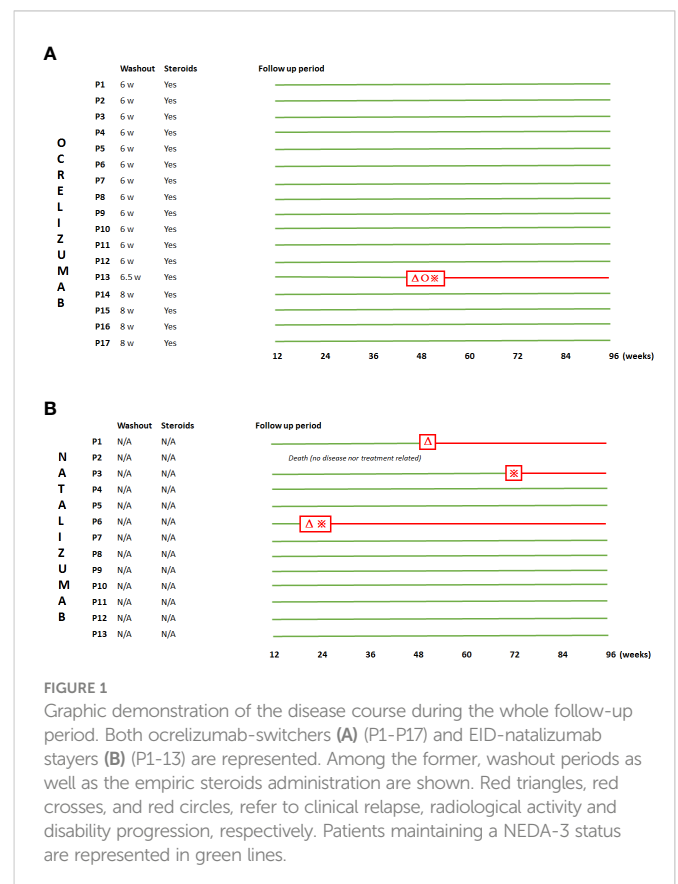 A
Washout Steroids Follow up period
P1 6 w Yes
P2 6 w Yes
P3 6 w Yes
P4 6 w Yes
P5 6 w Yes
P6 6 w Yes
P7 6 w Yes
P8 6 w Yes
P9 6 w Yes
P10 6 w Yes
P11 6 w Yes
P12 6 w Yes
P13 6.5 w Yes Δ O ※
P14 8 w Yes
P15 8 w Yes
P16 8 w Yes
P17 8 w Yes
OCRELIZUMAB
12 24 36 48 60 72 84 96 (weeks)
B
Washout Steroids Follow up period
P1 N/A N/A Δ
P2 N/A N/A Death (no disease nor treatment related)
P3 N/A N/A ※
P4 N/A N/A
P5 N/A N/A
P6 N/A N/A Δ ※
P7 N/A N/A
P8 N/A N/A
P9 N/A N/A
P10 N/A N/A
P11 N/A N/A
P12 N/A N/A
P13 N/A N/A
NATALIZUMAB
12 24 36 48 60 72 84 96 (weeks)
FIGURE 1
Graphic demonstration of the disease course during the whole follow-up
period. Both ocrelizumab-switchers (A) (P1-P17) and EID-natalizumab
stayers (B) (P1-13) are represented. Among the former, washout periods as
well as the empiric steroids administration are shown. Red triangles, red
crosses, and red circles, refer to clinical relapse, radiological activity and
disability progression, respectively. Patients maintaining a NEDA-3 status
are represented in green lines.